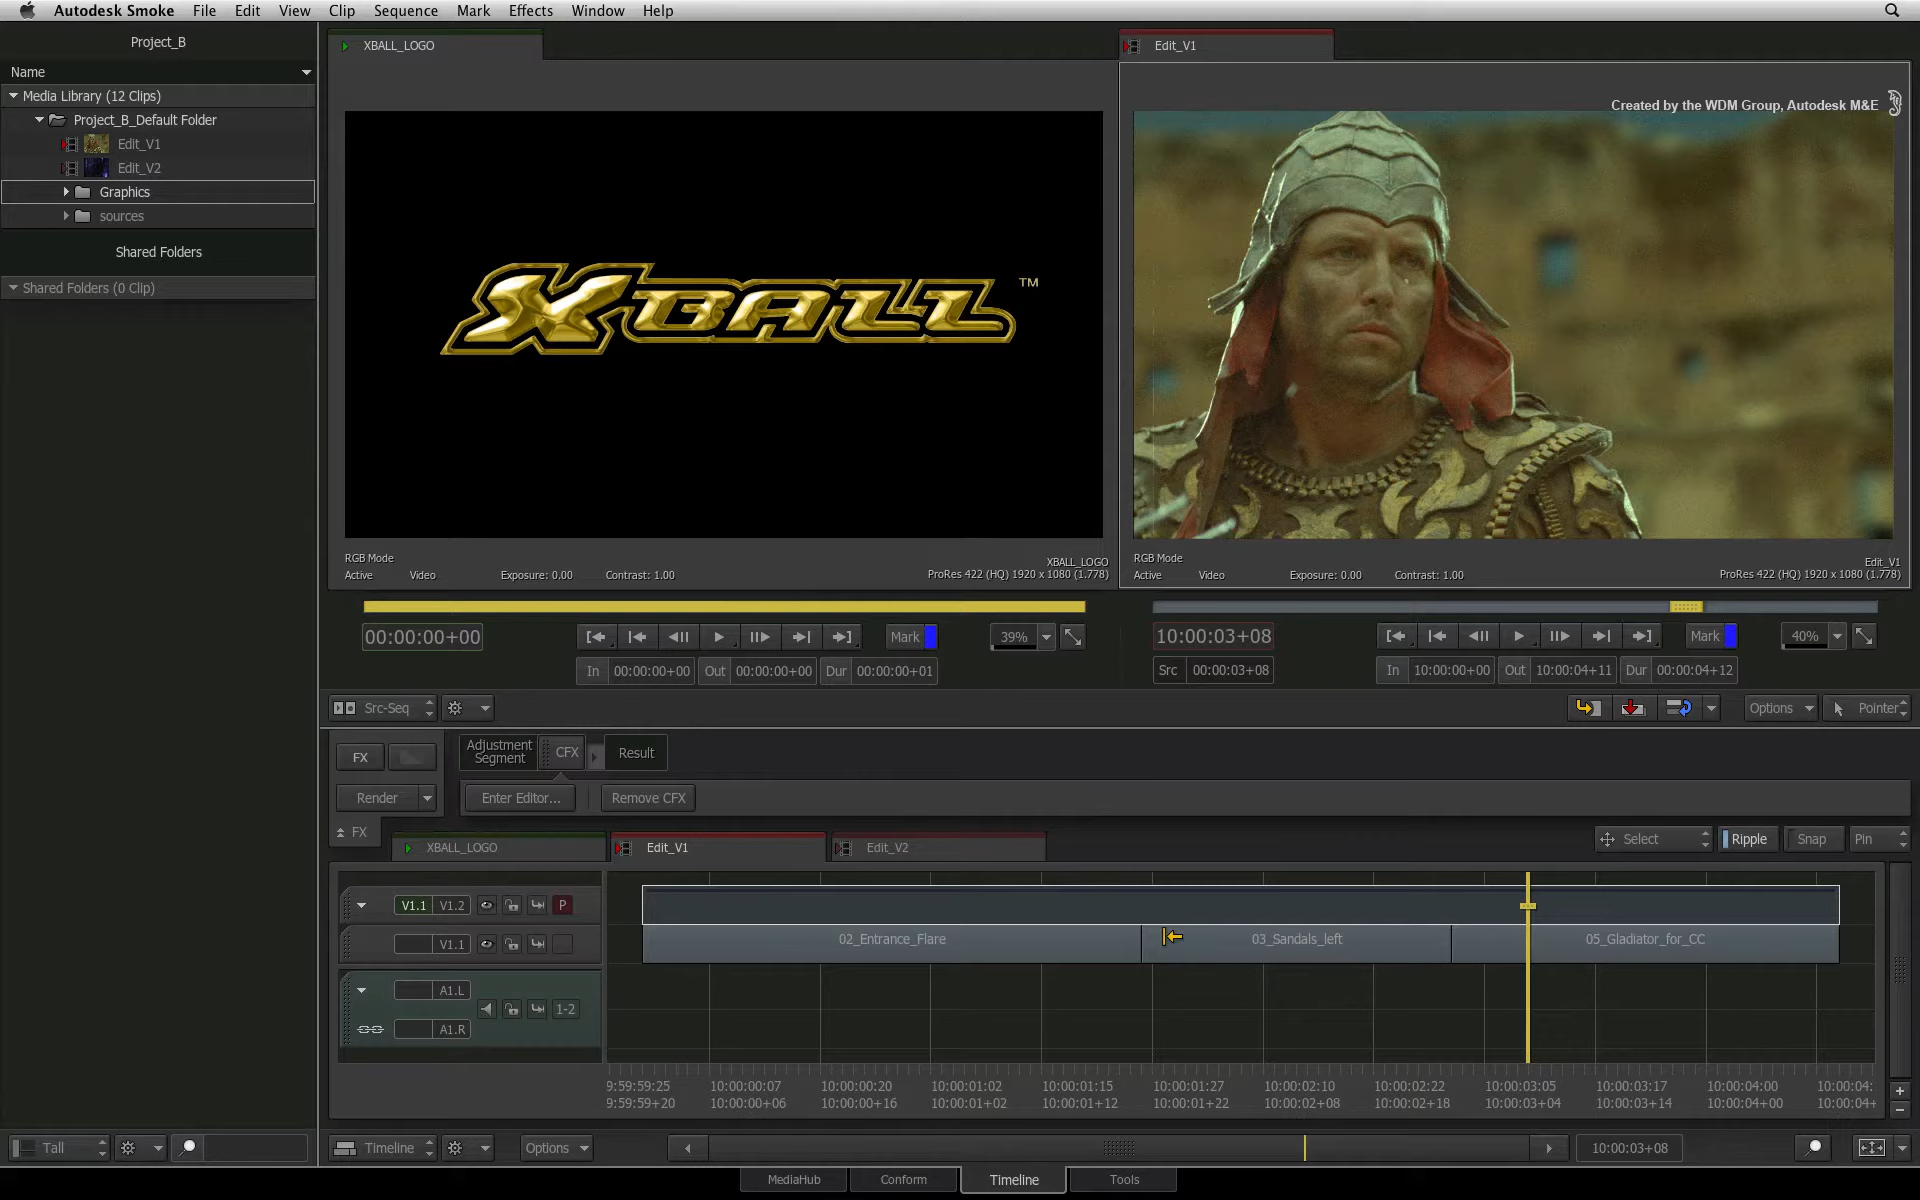 Autodesk Smoke File Edit View Clip Sequence Mark Effects Window Help
Project_B
Name
Media Library (12 Clips)
Project_B_Default Folder
Edit_V1
Edit_V2
Graphics
sources
Shared Folders
Shared Folders (0 Clip)
XBALL_LOGO
Edit_V1
Created by the WDM Group, Autodesk M&E
XBALL TM
RGB Mode
XBALL_LOGO
Active Video Exposure: 0.00 Contrast: 1.00 ProRes 422 (HQ) 1920 x 1080 (1.778)
RGB Mode
Edit_V1
Active Video Exposure: 0.00 Contrast: 1.00 ProRes 422 (HQ) 1920 x 1080 (1.778)
00:00:00+00 Mark 39%
In 00:00:00+00 Out 00:00:00+00 Dur 00:00:00+01
10:00:03+08 Mark 40%
Src 00:00:03+08 In 10:00:00+00 Out 10:00:04+11 Dur 00:00:04+12
Src-Seq Options Pointer
FX Adjustment Segment CFX Result
Render Enter Editor... Remove CFX
FX
XBALL_LOGO Edit_V1 Edit_V2 Select Ripple Snap Pin
V1.1 V1.2 P
V1.1 02_Entrance_Flare 03_Sandals_left 05_Gladiator_for_CC
A1.L
1-2
A1.R
9:59:59:25 10:00:00:07 10:00:00:20 10:00:01:02 10:00:01:15 10:00:01:27 10:00:02:10 10:00:02:22 10:00:03:05 10:00:03:17 10:00:04:00 10:00:04:
9:59:59+20 10:00:00+06 10:00:00+16 10:00:01+02 10:00:01+12 10:00:01+22 10:00:02+08 10:00:02+18 10:00:03+04 10:00:03+14 10:00:04+00 10:00:04+
Tall Timeline Options 10:00:03+08
MediaHub Conform Timeline Tools